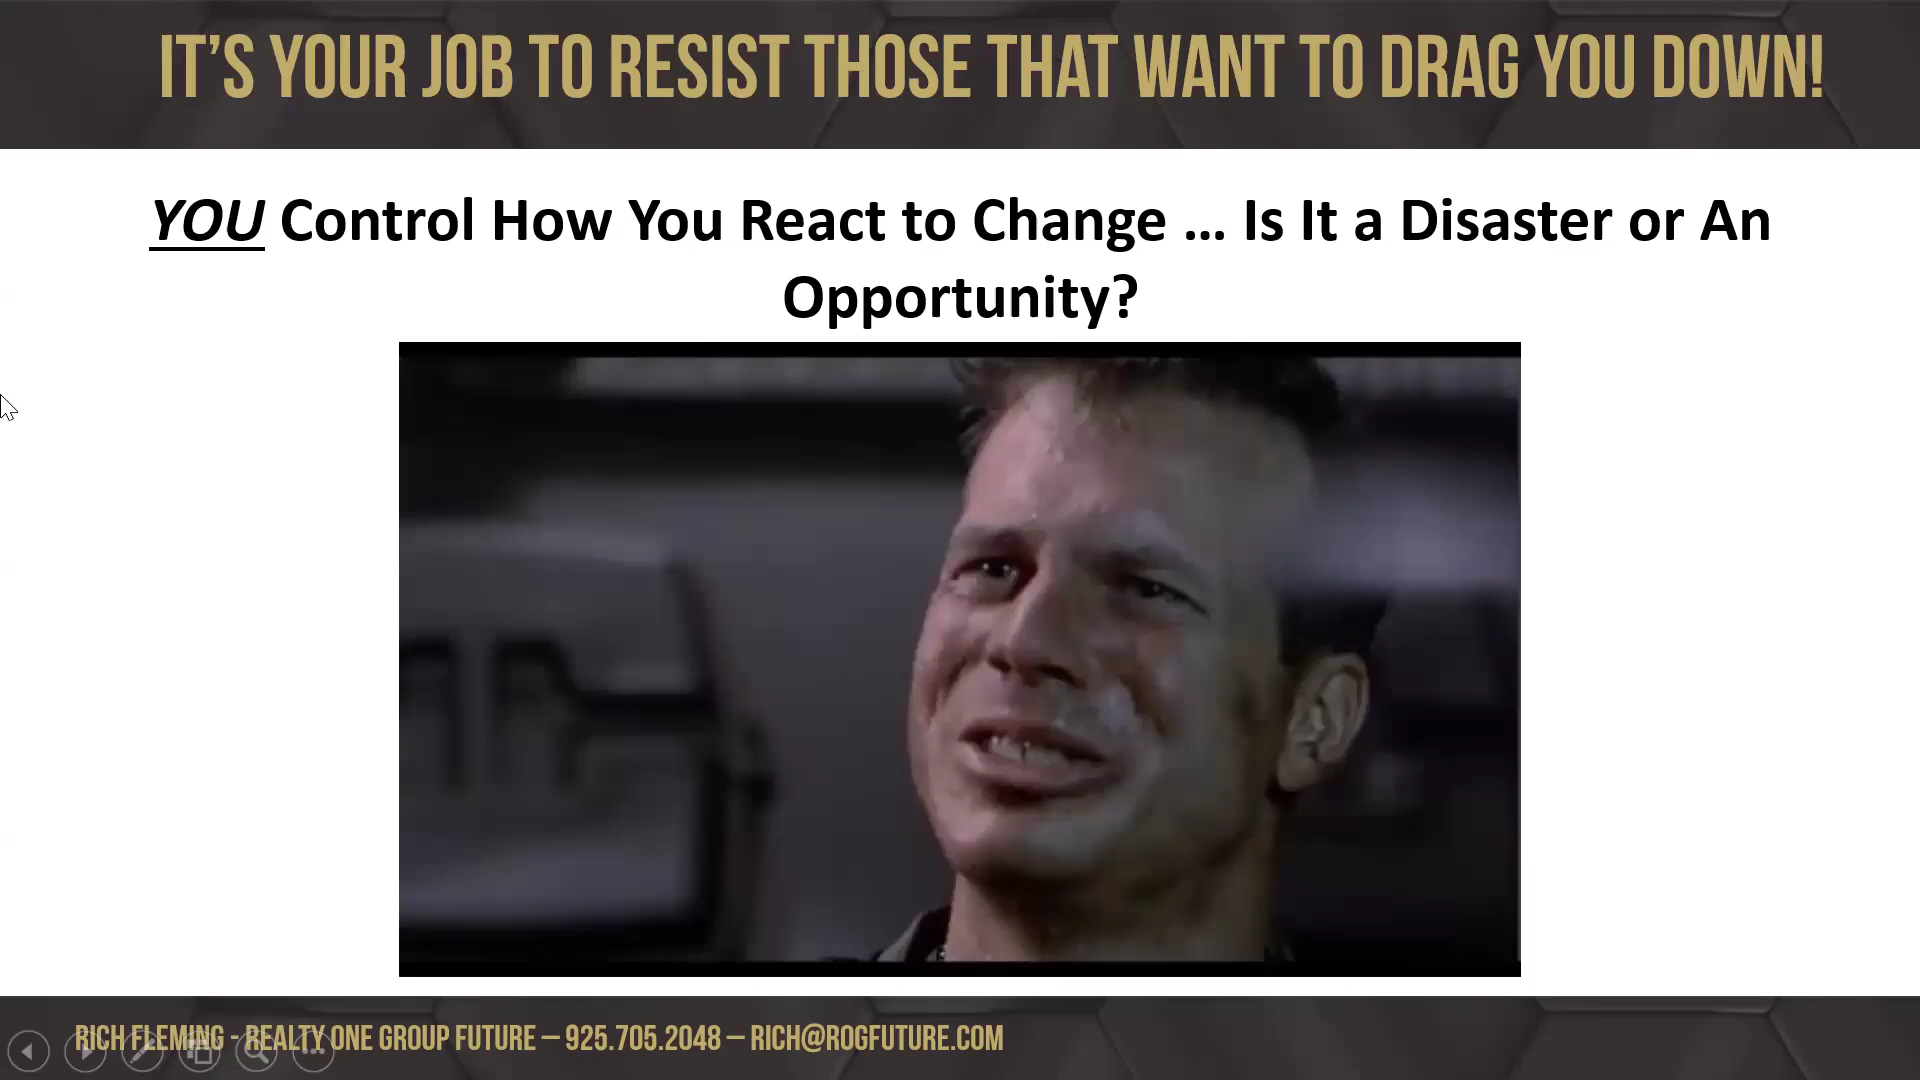 IT’S YOUR JOB TO RESIST THOSE THAT WANT TO DRAG YOU DOWN!
YOU Control How You React to Change ... Is It a Disaster or An
Opportunity?
RICH FLEMING - REALTY ONE GROUP FUTURE – 925.705.2048 – RICH@ROGFUTURE.COM